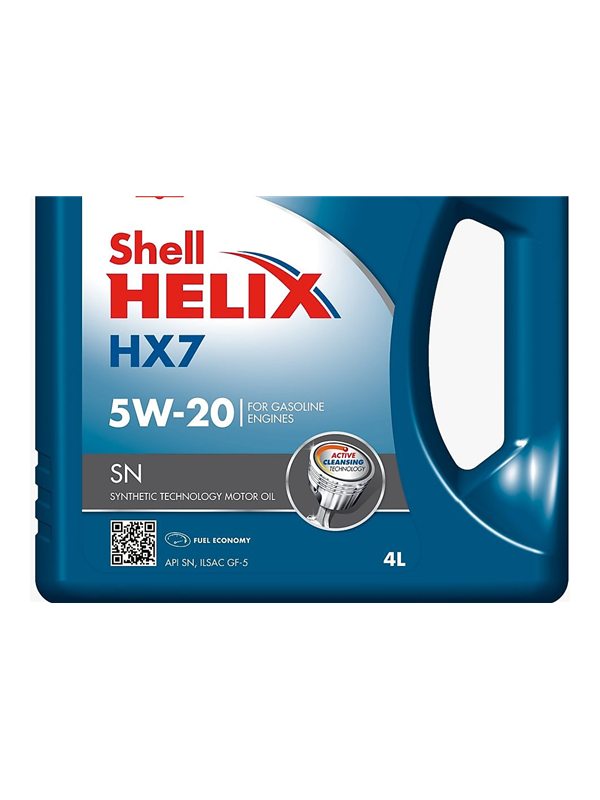 Shell
HELIX
HX7
5W-20
FOR GASOLINE
ENGINES
ACTIVE
CLEANSING
TECHNOLOGY
SN
SYNTHETIC TECHNOLOGY MOTOR OIL
FUEL ECONOMY
API SN, ILSAC GF-5
4L